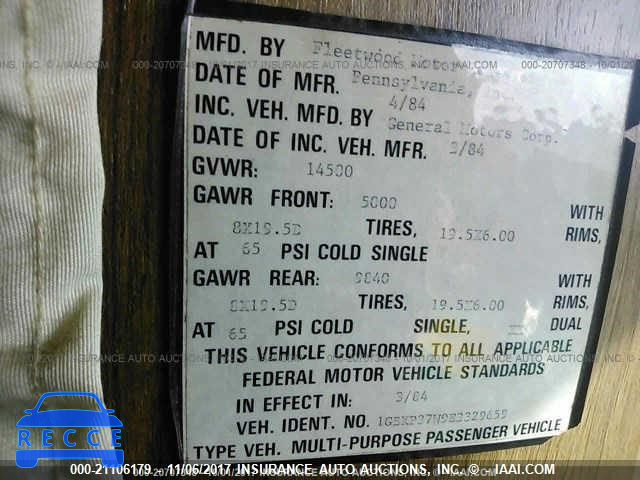 MFD. BY Fleetwood Motor
DATE OF MFR. Pennsylvania,
4/84
INC. VEH. MFD. BY General Motors Corp.
DATE OF INC. VEH. MFR. 3/84
GVWR: 14500
GAWR FRONT: 5000 WITH
8X19.5D TIRES, 19.5X6.00 RIMS,
AT 65 PSI COLD SINGLE
GAWR REAR: 9840 WITH
8X19.5D TIRES, 19.5X6.00 RIMS,
AT 65 PSI COLD SINGLE, DUAL
THIS VEHICLE CONFORMS TO ALL APPLICABLE
FEDERAL MOTOR VEHICLE STANDARDS
IN EFFECT IN: 3/84
VEH. IDENT. NO.
TYPE VEH. MULTI-PURPOSE PASSENGER VEHICLE
RECCE
000-21106179 - 11/06/2017 INSURANCE AUTO AUCTIONS, INC. - © IAAI.COM